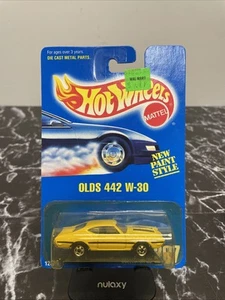 For ages over 3 years.
DIE CAST METAL PARTS.
Hot Wheels
MATTEL
NEW
PAINT
STYLE
OLDS 442 W-30
nulaxy